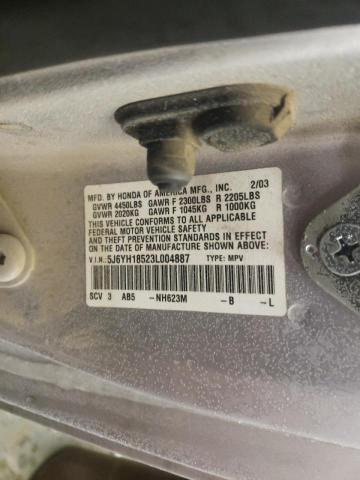 MFD. BY HONDA OF AMERICA MFG., INC. 2/03
GVWR 4450LBS GAWR F 2300LBS R 2205LBS
GVWR 2020KG GAWR F 1045KG R 1000KG
THIS VEHICLE CONFORMS TO ALL APPLICABLE
FEDERAL MOTOR VEHICLE SAFETY
AND THEFT PREVENTION STANDARDS IN EFFECT
ON THE DATE OF MANUFACTURE SHOWN ABOVE:
V.I.N.: 5J6YH18523L004887 TYPE: MPV
SCV 3 AB5 -NH623M -B -L